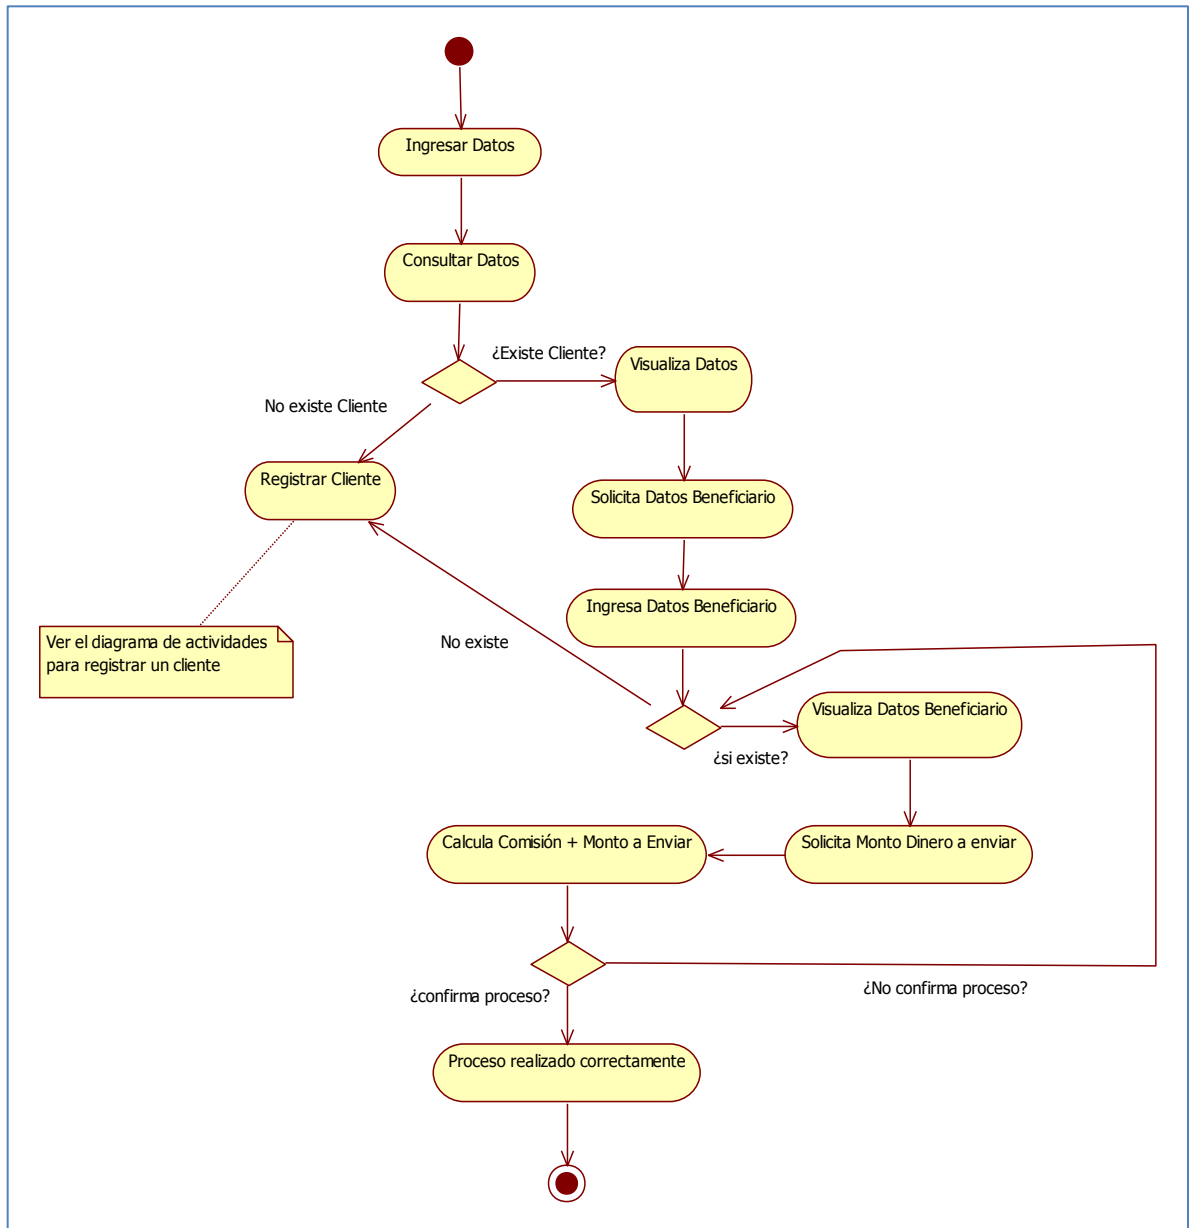 Ingresar Datos
Consultar Datos
¿Existe Cliente?
Visualiza Datos
No existe Cliente
Registrar Cliente
Solicita Datos Beneficiario
Ingresa Datos Beneficiario
Ver el diagrama de actividades
para registrar un cliente
No existe
Visualiza Datos Beneficiario
¿si existe?
Calcula Comisión + Monto a Enviar
Solicita Monto Dinero a enviar
¿confirma proceso?
¿No confirma proceso?
Proceso realizado correctamente